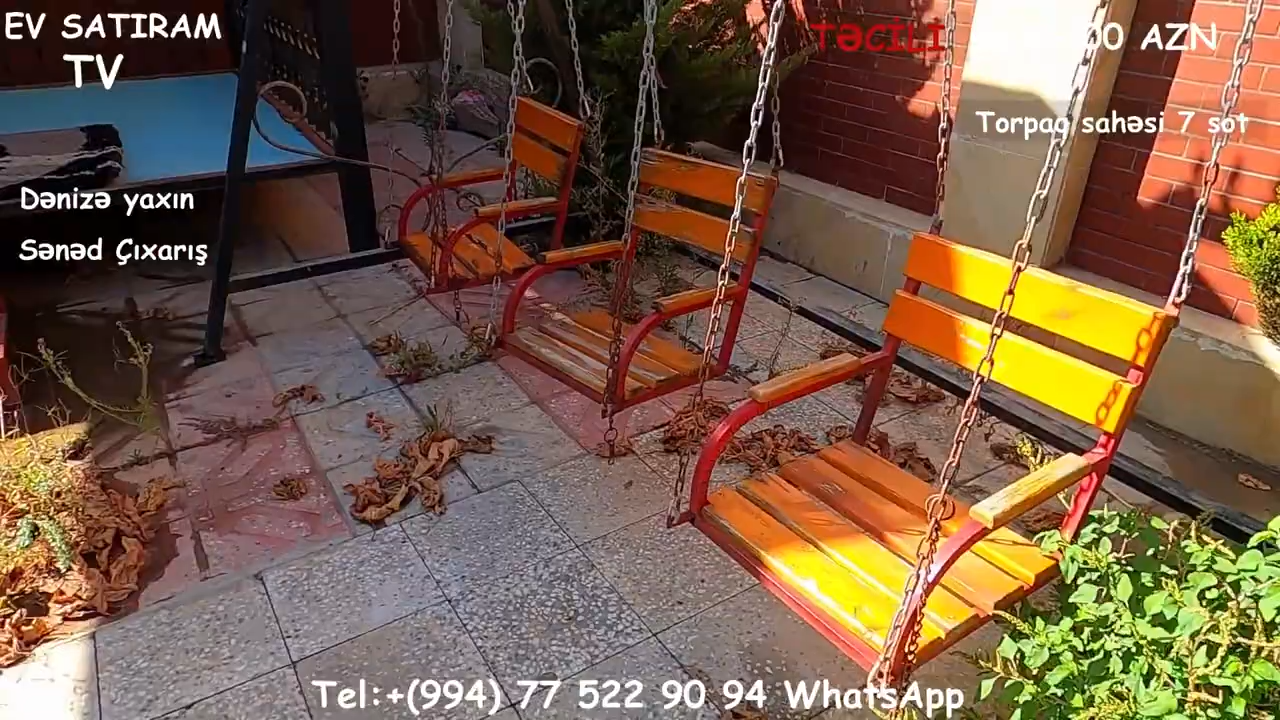 EV SATIRAM
TV
TƏCİLİ AZN
Torpaq sahəsi 7 sot
Dənizə yaxın
Sənəd Çıxarış
Tel:+(994) 77 522 90 94 WhatsApp